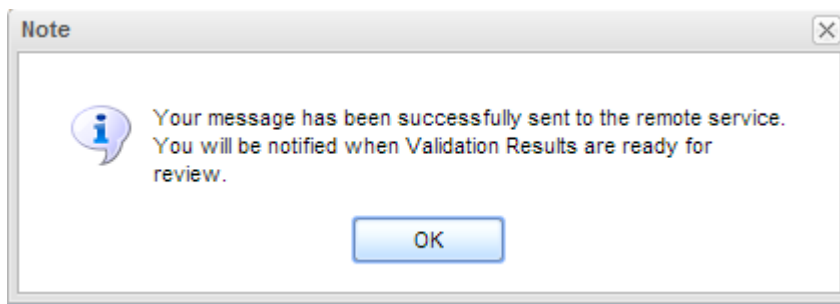 Note
Your message has been successfully sent to the remote service.
You will be notified when Validation Results are ready for
review.
OK